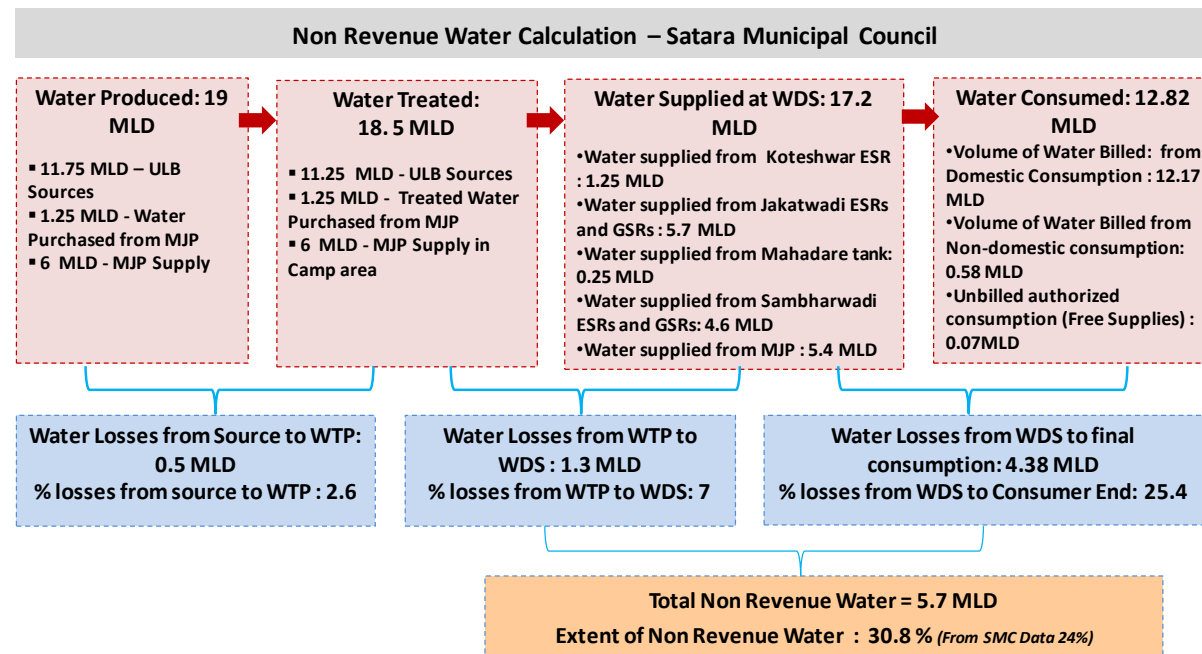 Non Revenue Water Calculation – Satara Municipal Council
Water Produced: 19
MLD
▪ 11.75 MLD – ULB
Sources
▪ 1.25 MLD - Water
Purchased from MJP
▪ 6 MLD - MJP Supply
Water Treated:
18. 5 MLD
▪ 11.25 MLD - ULB Sources
▪ 1.25 MLD - Treated Water
Purchased from MJP
▪ 6 MLD - MJP Supply in
Camp area
Water Supplied at WDS: 17.2
MLD
•Water supplied from Koteshwar ESR
: 1.25 MLD
•Water supplied from Jakatwadi ESRs
and GSRs : 5.7 MLD
•Water supplied from Mahadare tank:
0.25 MLD
•Water supplied from Sambharwadi
ESRs and GSRs: 4.6 MLD
•Water supplied from MJP : 5.4 MLD
Water Consumed: 12.82
MLD
•Volume of Water Billed: from
Domestic Consumption : 12.17
MLD
•Volume of Water Billed from
Non-domestic consumption:
0.58 MLD
•Unbilled authorized
consumption (Free Supplies) :
0.07MLD
Water Losses from Source to WTP:
0.5 MLD
% losses from source to WTP : 2.6
Water Losses from WTP to
WDS : 1.3 MLD
% losses from WTP to WDS: 7
Water Losses from WDS to final
consumption: 4.38 MLD
% losses from WDS to Consumer End: 25.4
Total Non Revenue Water = 5.7 MLD
Extent of Non Revenue Water : 30.8 % (From SMC Data 24%)